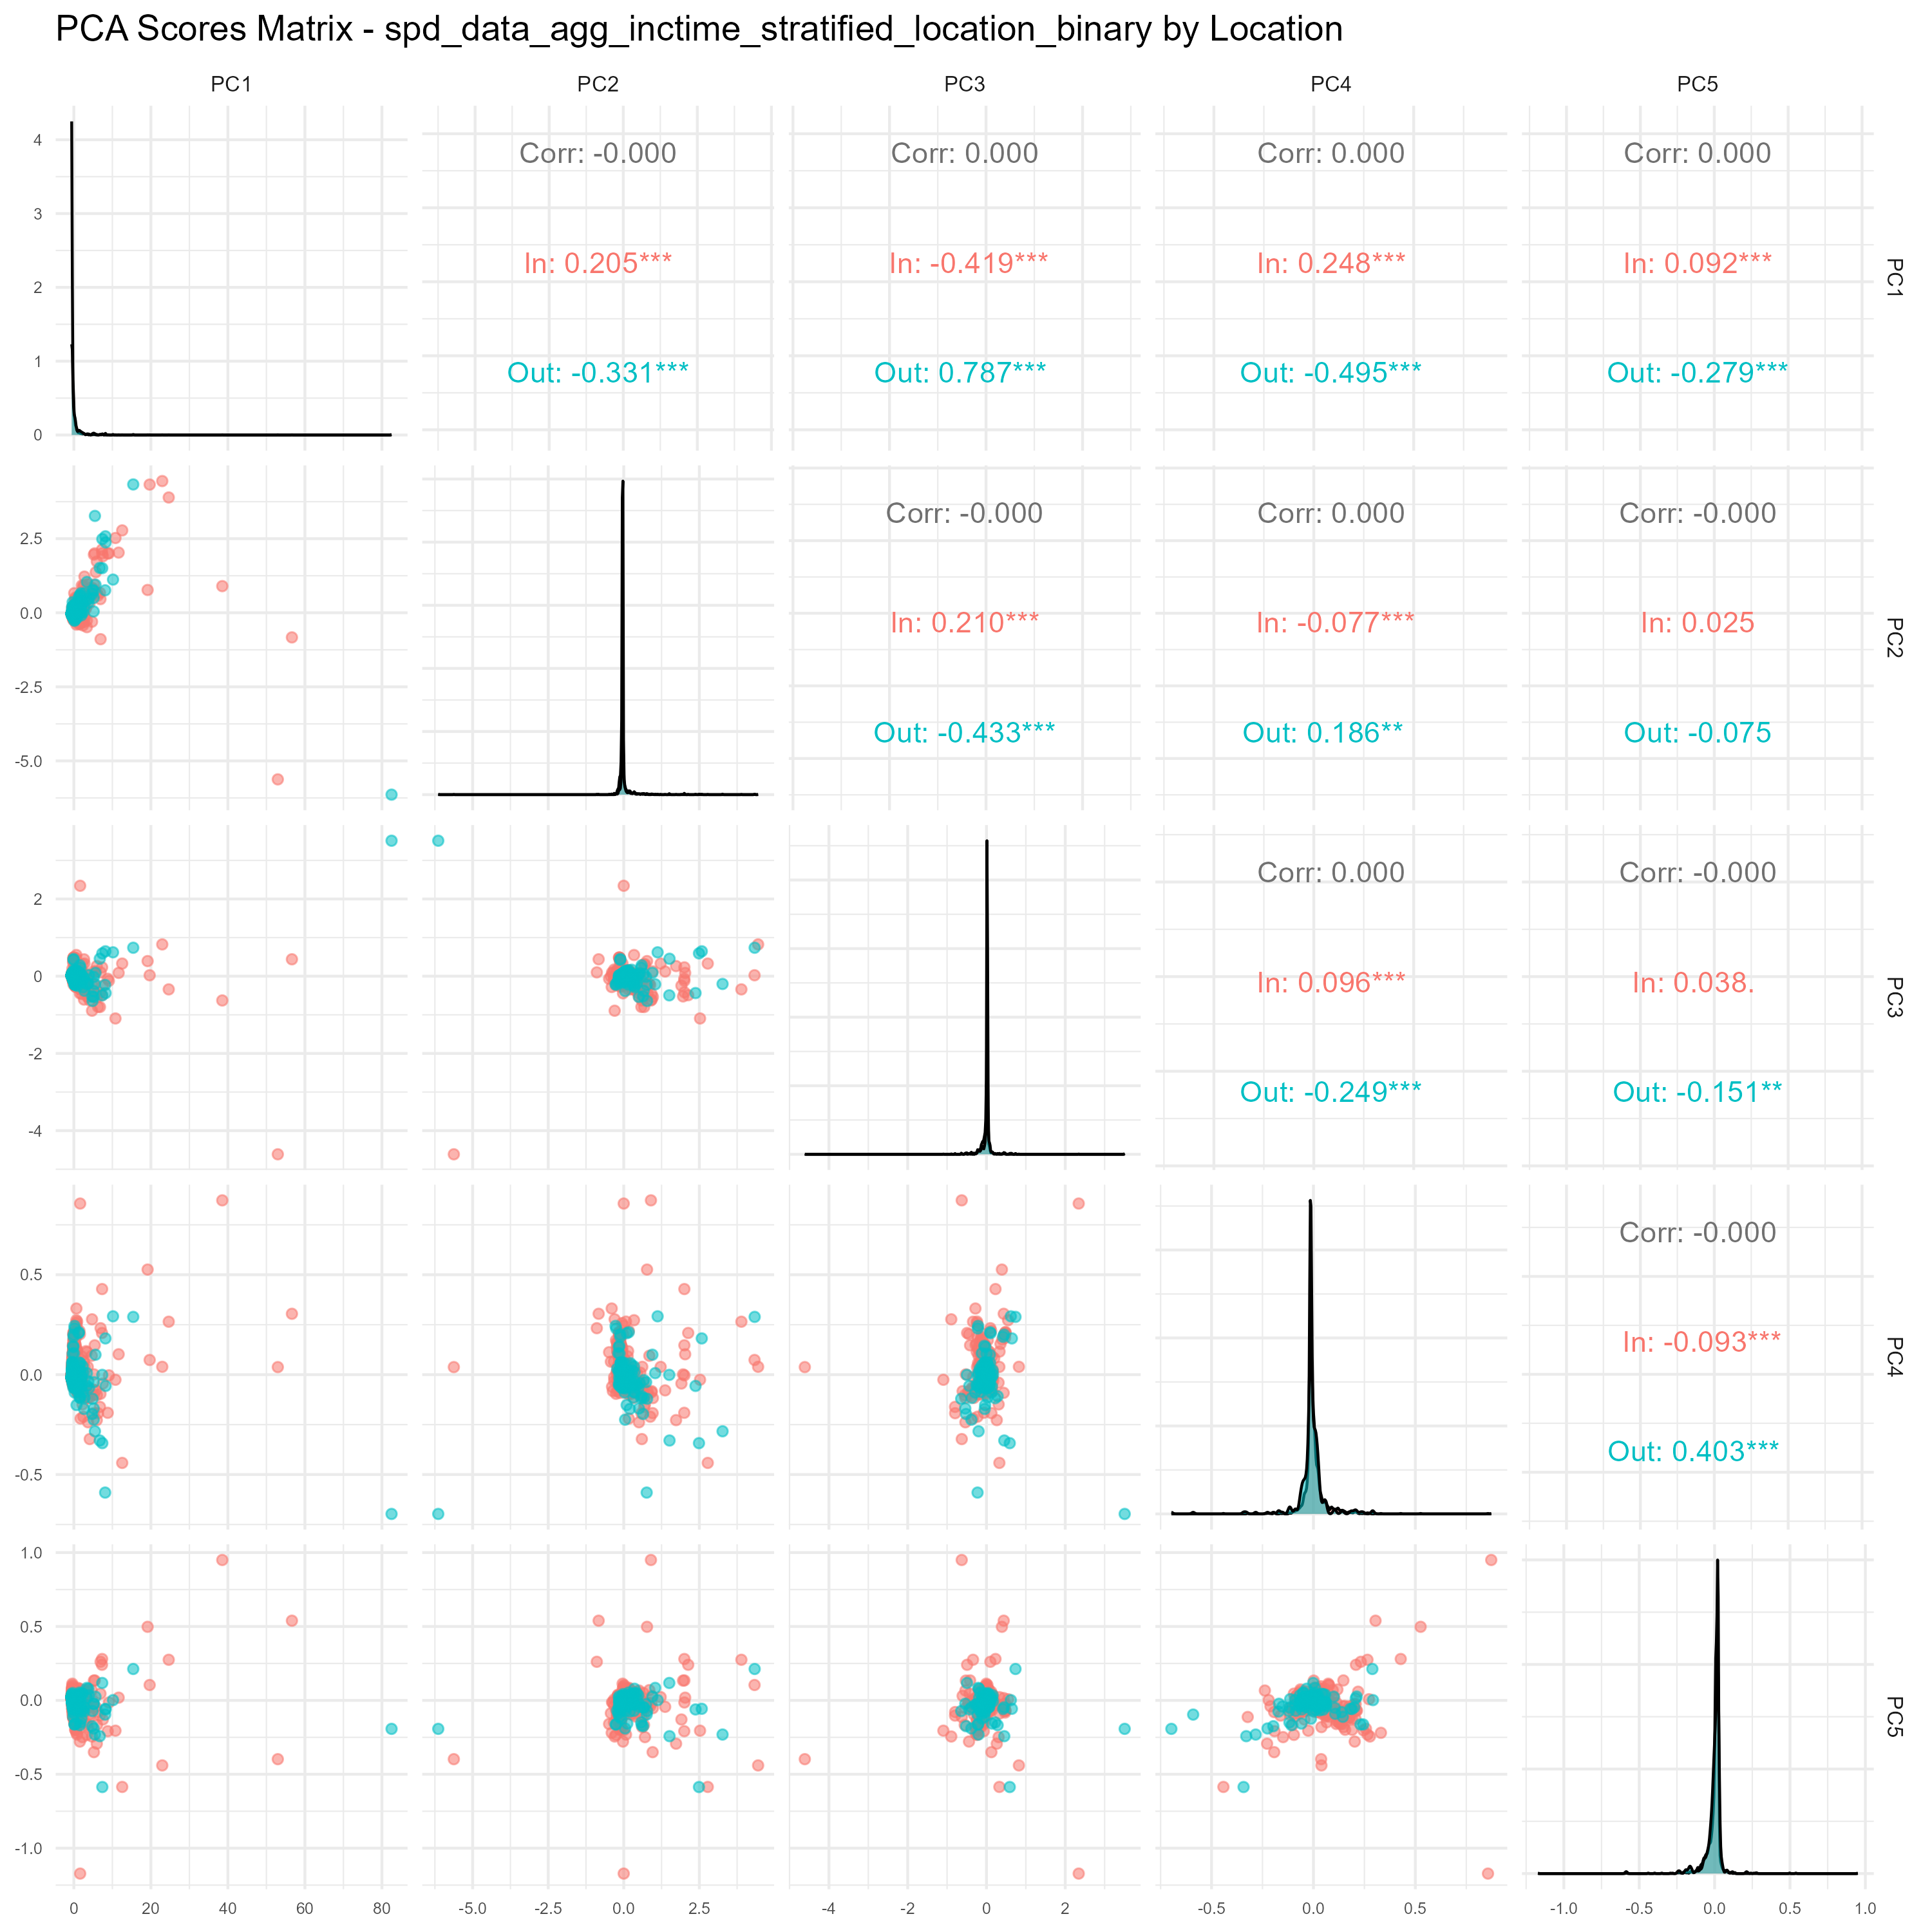 PCA Scores Matrix - spd_data_agg_inctime_stratified_location_binary by Location
PC1 PC2 PC3 PC4 PC5
4
3
2
1
0
Corr: -0.000 Corr: 0.000 Corr: 0.000 Corr: 0.000
In: 0.205*** In: -0.419*** In: 0.248*** In: 0.092***
Out: -0.331*** Out: 0.787*** Out: -0.495*** Out: -0.279***
PC1
2.5
0.0
-2.5
-5.0
Corr: -0.000 Corr: 0.000 Corr: -0.000
In: 0.210*** In: -0.077*** In: 0.025
Out: -0.433*** Out: 0.186** Out: -0.075
PC2
2
0
-2
-4
Corr: 0.000 Corr: -0.000
In: 0.096*** In: 0.038.
Out: -0.249*** Out: -0.151**
PC3
0.5
0.0
-0.5
Corr: -0.000
In: -0.093***
Out: 0.403***
PC4
1.0
0.5
0.0
-0.5
-1.0
PC5
0 20 40 60 80 -5.0 -2.5 0.0 2.5 -4 -2 0 2 -0.5 0.0 0.5 -1.0 -0.5 0.0 0.5 1.0